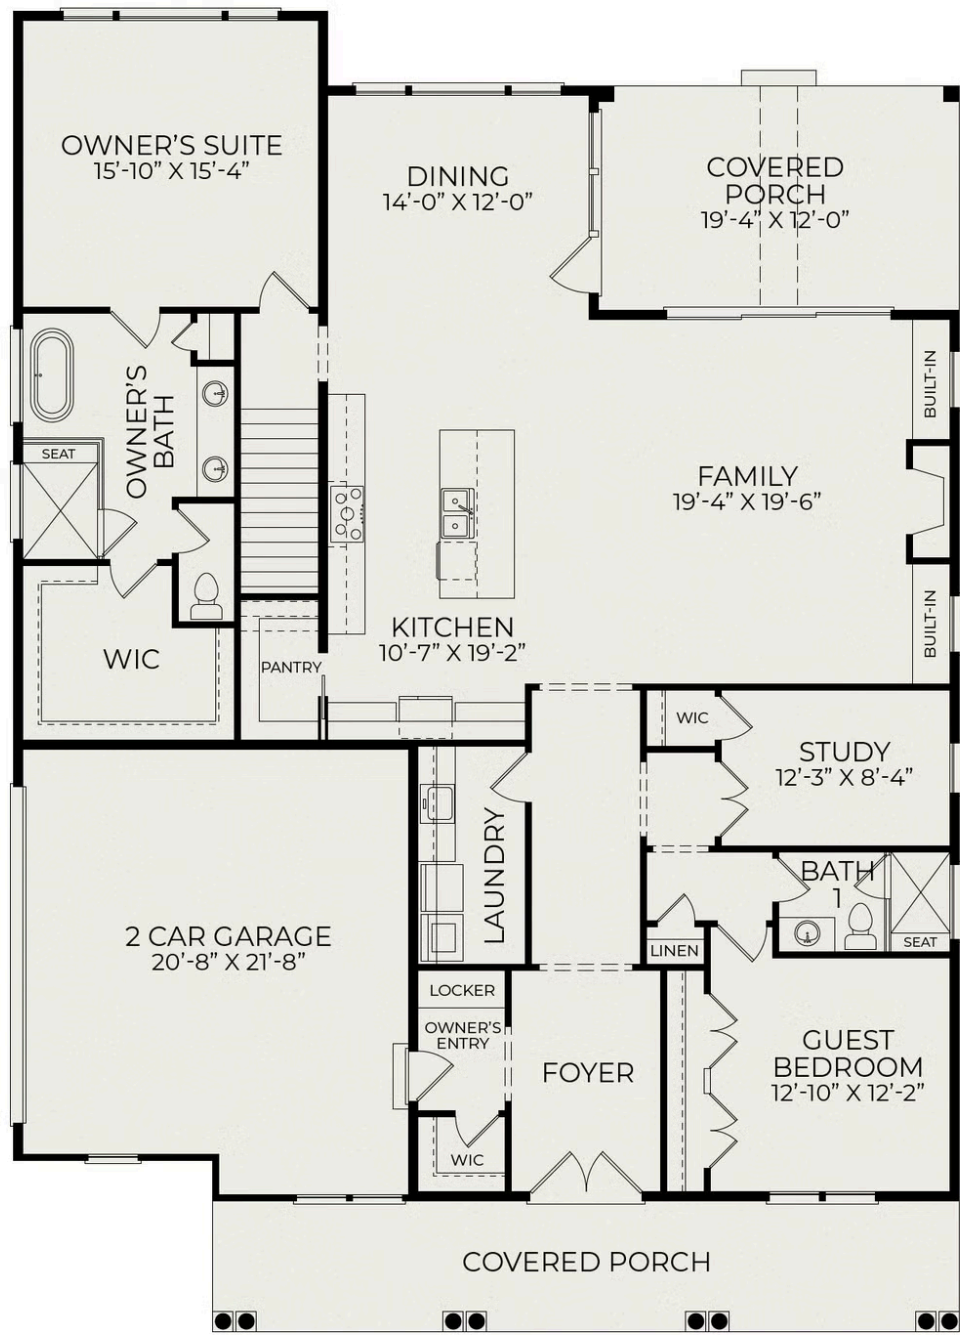 OWNER'S SUITE
15'-10" X 15'-4"
DINING
14'-0" X 12'-0"
COVERED
PORCH
19'-4" X 12'-0"
OWNER'S
BATH
SEAT
BUILT-IN
FAMILY
19'-4" X 19'-6"
BUILT-IN
KITCHEN
10'-7" X 19'-2"
WIC
PANTRY
WIC
STUDY
12'-3" X 8'-4"
LAUNDRY
BATH
1
SEAT
LINEN
2 CAR GARAGE
20'-8" X 21'-8"
LOCKER
OWNER'S
ENTRY
FOYER
GUEST
BEDROOM
12'-10" X 12'-2"
WIC
COVERED PORCH